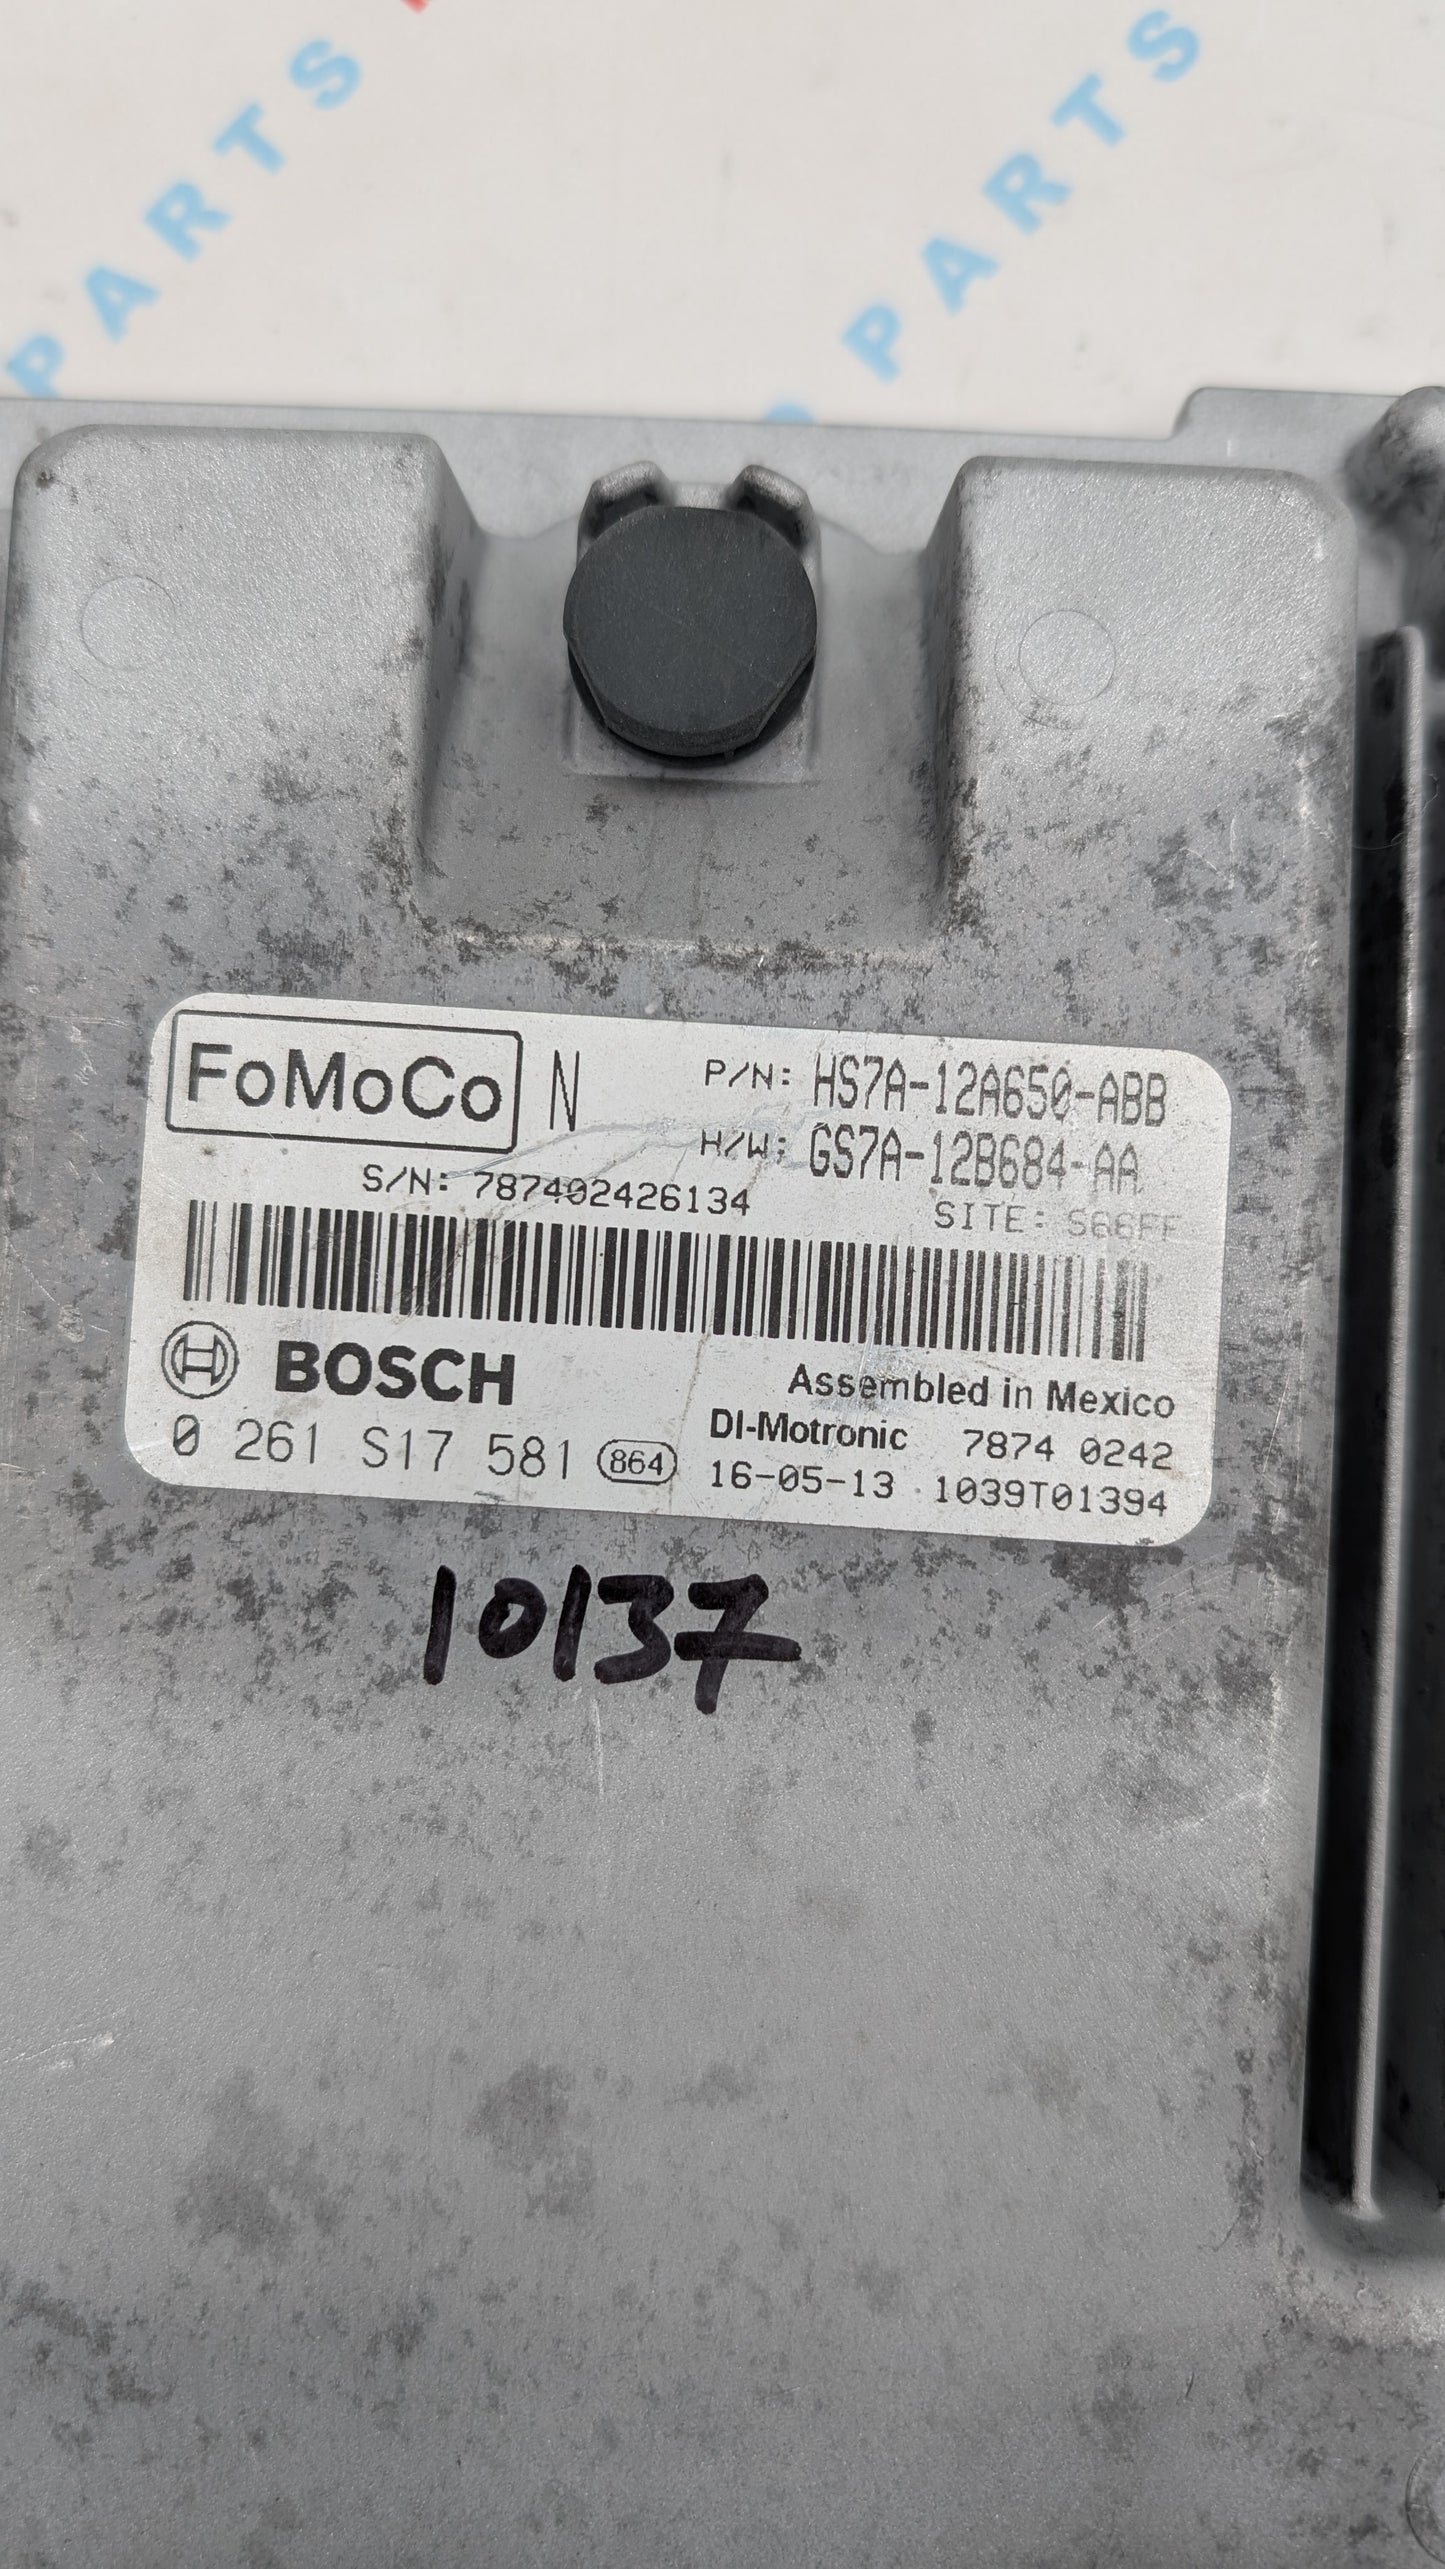 PARTS
PARTS
FoMoCo N
P/N: HS7A-12A650-ABB
H/W: GS7A-12B684-AA
S/N: 787402426134
SITE: S66FF
BOSCH
Assembled in Mexico
0 261 S17 581 864
DI-Motronic 7874 0242
16-05-13 1039T01394
10137